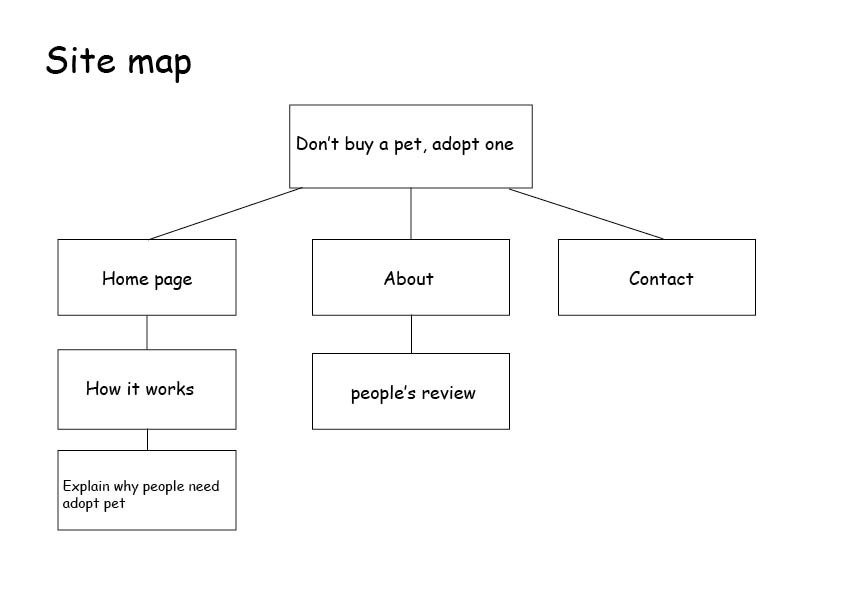 Site map
Don’t buy a pet, adopt one
Home page
About
Contact
How it works
people’s review
Explain why people need
adopt pet